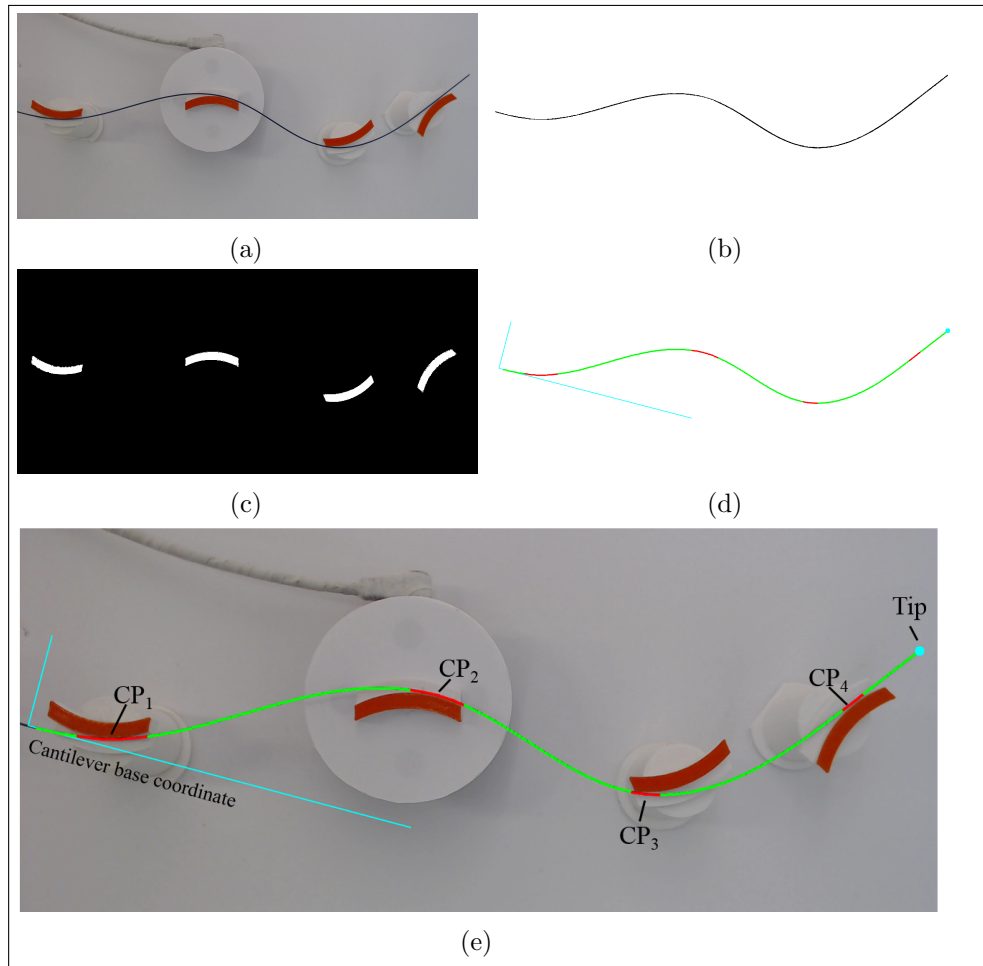 (a)
(b)
(c)
(d)
Tip
CP₁
CP₂
CP₄
Cantilever base coordinate
CP₃
(e)